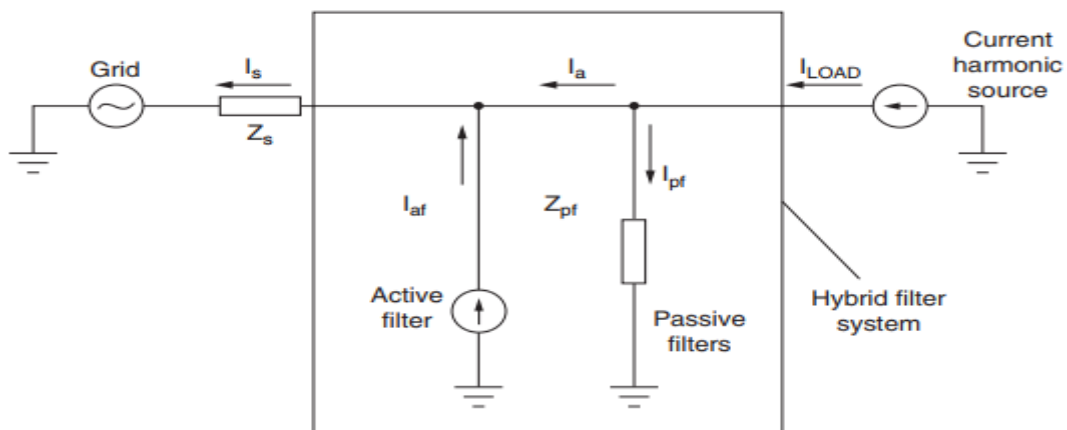 Grid
I_s
Z_s
I_a
I_LOAD
Current
harmonic
source
I_af
Z_pf
I_pf
Active
filter
Passive
filters
Hybrid filter
system